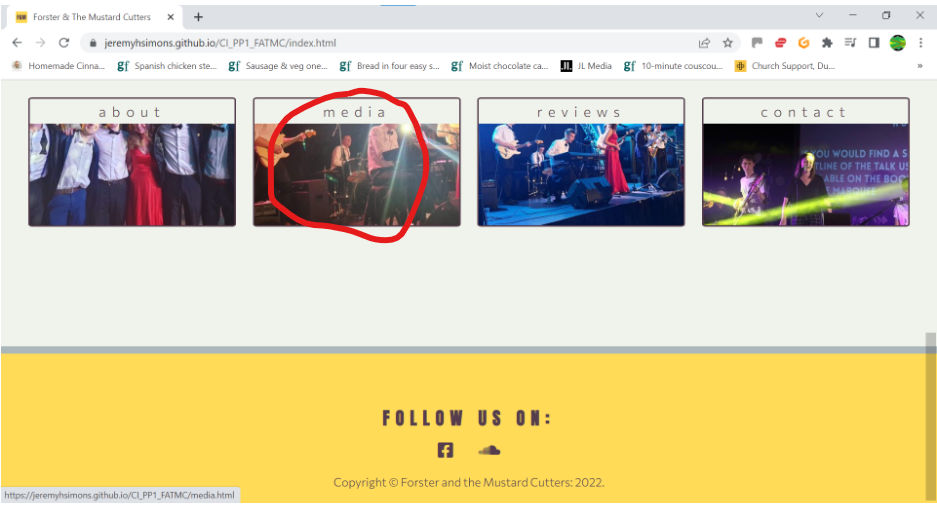 Forster & The Mustard Cutters
jeremyhsimons.github.io/CI_PP1_FATMC/index.html
Homemade Cinna...
gf Spanish chicken ste...
gf Sausage & veg one...
gf Bread in four easy s...
gf Moist chocolate ca...
JL JL Media
gf 10-minute couscou...
Church Support, Du...
»
about
media
reviews
contact
YOU WOULD FIND A S
TLINE OF THE TALK US
ABLE ON THE BOO
MARQUEE
FOLLOW US ON:
Copyright © Forster and the Mustard Cutters: 2022.
https://jeremyhsimons.github.io/CI_PP1_FATMC/media.html